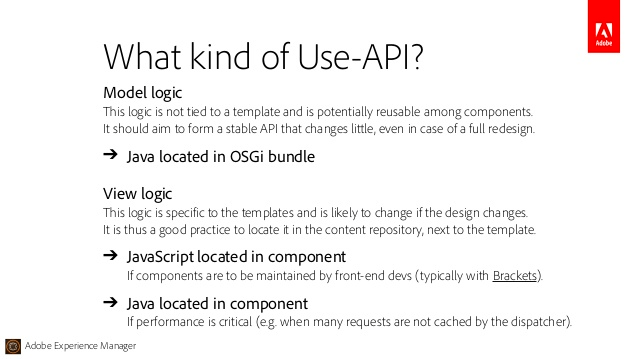 Adobe
What kind of Use-API?
Model logic
This logic is not tied to a template and is potentially reusable among components.
It should aim to form a stable API that changes little, even in case of a full redesign.
➔ Java located in OSGi bundle
View logic
This logic is specific to the templates and is likely to change if the design changes.
It is thus a good practice to locate it in the content repository, next to the template.
➔ JavaScript located in component
If components are to be maintained by front-end devs (typically with Brackets).
➔ Java located in component
If performance is critical (e.g. when many requests are not cached by the dispatcher).
Adobe Experience Manager